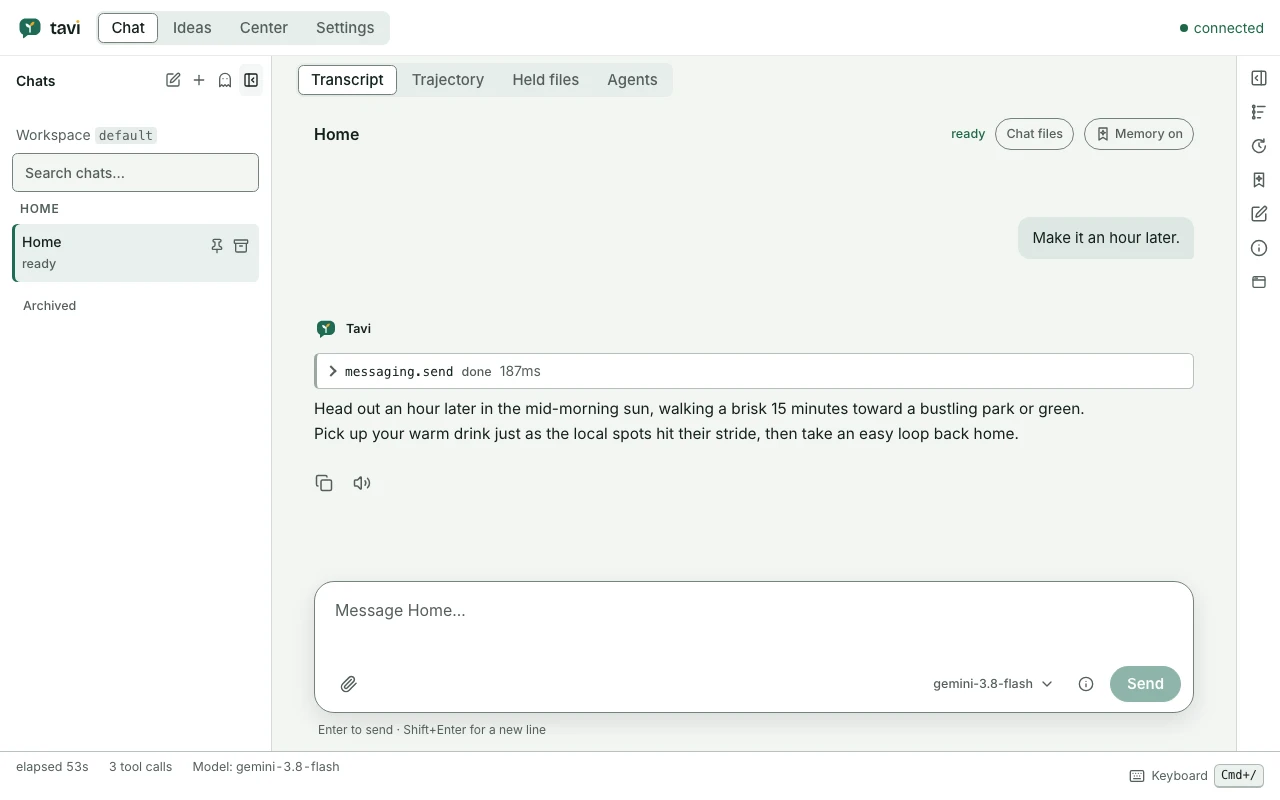 tavi
Chat
Ideas
Center
Settings
connected
Chats
Workspace default
Search chats...
HOME
Home
ready
Archived
Transcript
Trajectory
Held files
Agents
Home
ready
Chat files
Memory on
Make it an hour later.
Tavi
messaging.send done 187ms
Head out an hour later in the mid-morning sun, walking a brisk 15 minutes toward a bustling park or green.
Pick up your warm drink just as the local spots hit their stride, then take an easy loop back home.
Message Home...
gemini-3.8-flash
Send
Enter to send · Shift+Enter for a new line
elapsed 53s
3 tool calls
Model: gemini-3.8-flash
Keyboard
Cmd+/